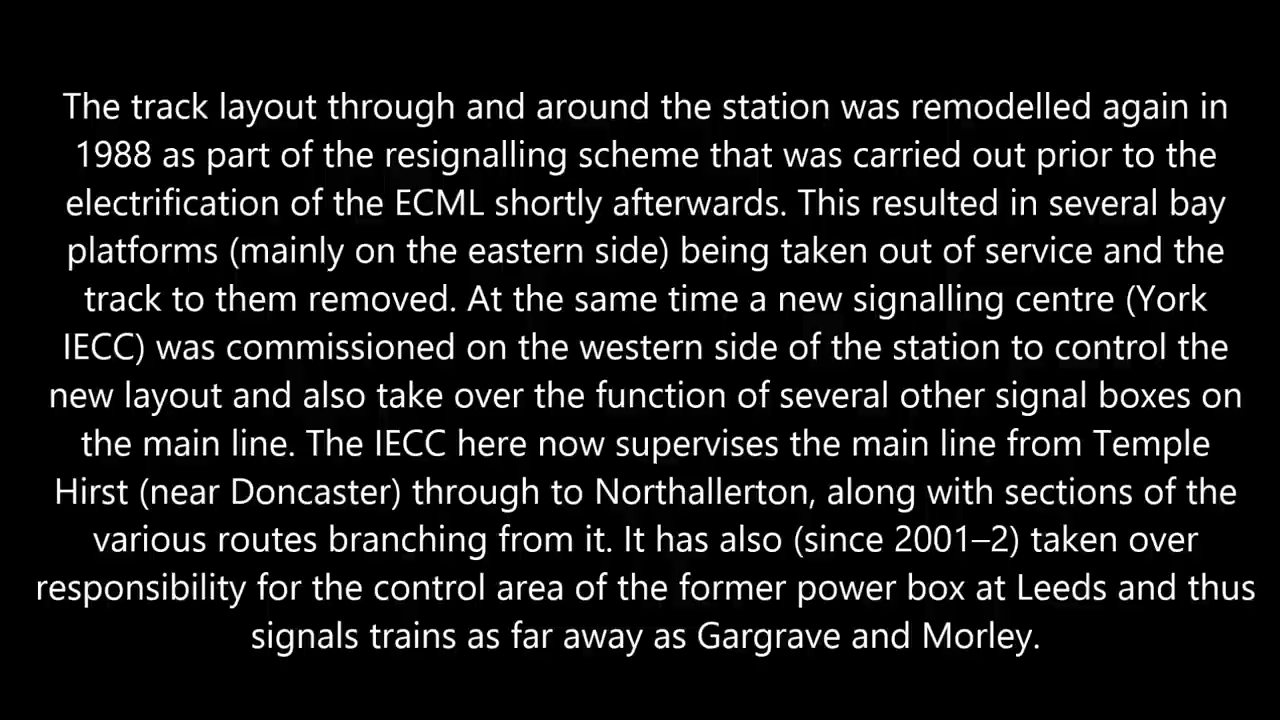 The track layout through and around the station was remodelled again in
1988 as part of the resignalling scheme that was carried out prior to the
electrification of the ECML shortly afterwards. This resulted in several bay
platforms (mainly on the eastern side) being taken out of service and the
track to them removed. At the same time a new signalling centre (York
IECC) was commissioned on the western side of the station to control the
new layout and also take over the function of several other signal boxes on
the main line. The IECC here now supervises the main line from Temple
Hirst (near Doncaster) through to Northallerton, along with sections of the
various routes branching from it. It has also (since 2001–2) taken over
responsibility for the control area of the former power box at Leeds and thus
signals trains as far away as Gargrave and Morley.